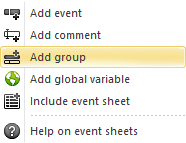 Add event
Add comment
Add group
Add global variable
Include event sheet
Help on event sheets